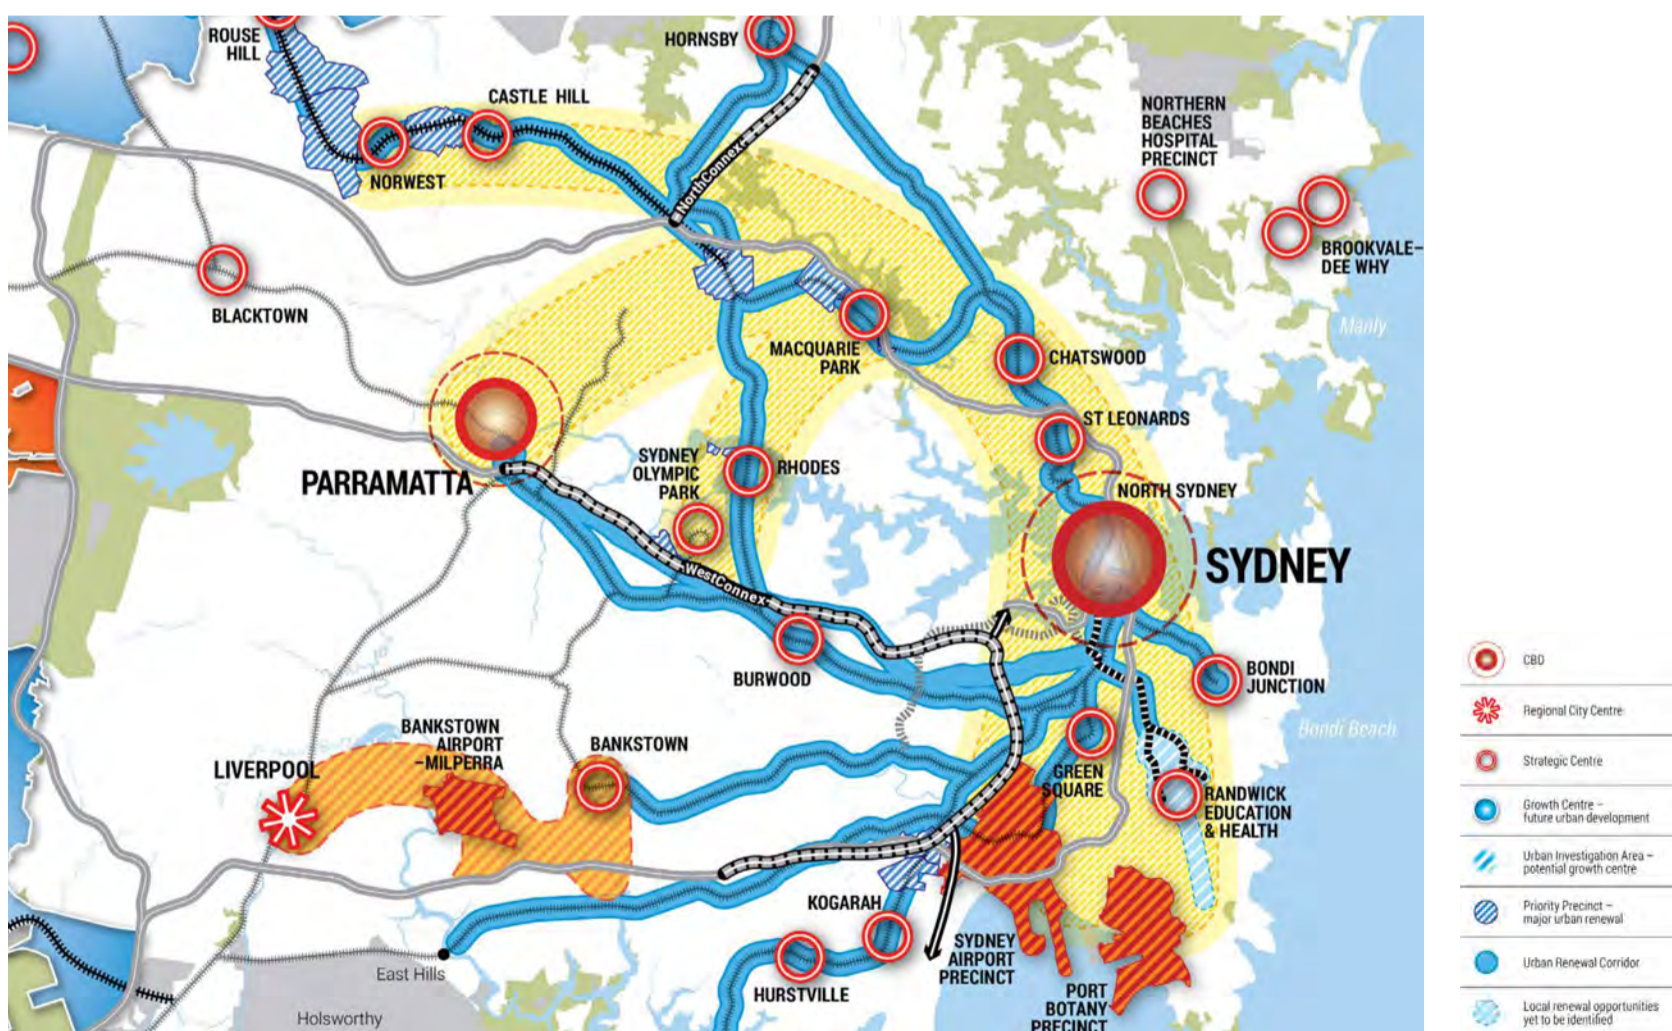 ROUSE
HILL
HORNSBY
CASTLE HILL
NORTHERN
BEACHES
HOSPITAL
PRECINCT
NorthConnex
NORWEST
BROOKVALE–
DEE WHY
BLACKTOWN
Manly
MACQUARIE
PARK
CHATSWOOD
ST LEONARDS
SYDNEY
OLYMPIC
PARK
RHODES
PARRAMATTA
NORTH SYDNEY
SYDNEY
WestConnex
BURWOOD
BONDI
JUNCTION
Bondi Beach
BANKSTOWN
AIRPORT
–MILPERRA
BANKSTOWN
LIVERPOOL
GREEN
SQUARE
RANDWICK
EDUCATION
& HEALTH
KOGARAH
SYDNEY
AIRPORT
PRECINCT
East Hills
HURSTVILLE
PORT
BOTANY
PRECINCT
Holsworthy
CBD
Regional City Centre
Strategic Centre
Growth Centre –
future urban development
Urban Investigation Area –
potential growth centre
Priority Precinct –
major urban renewal
Urban Renewal Corridor
Local renewal opportunities
yet to be identified